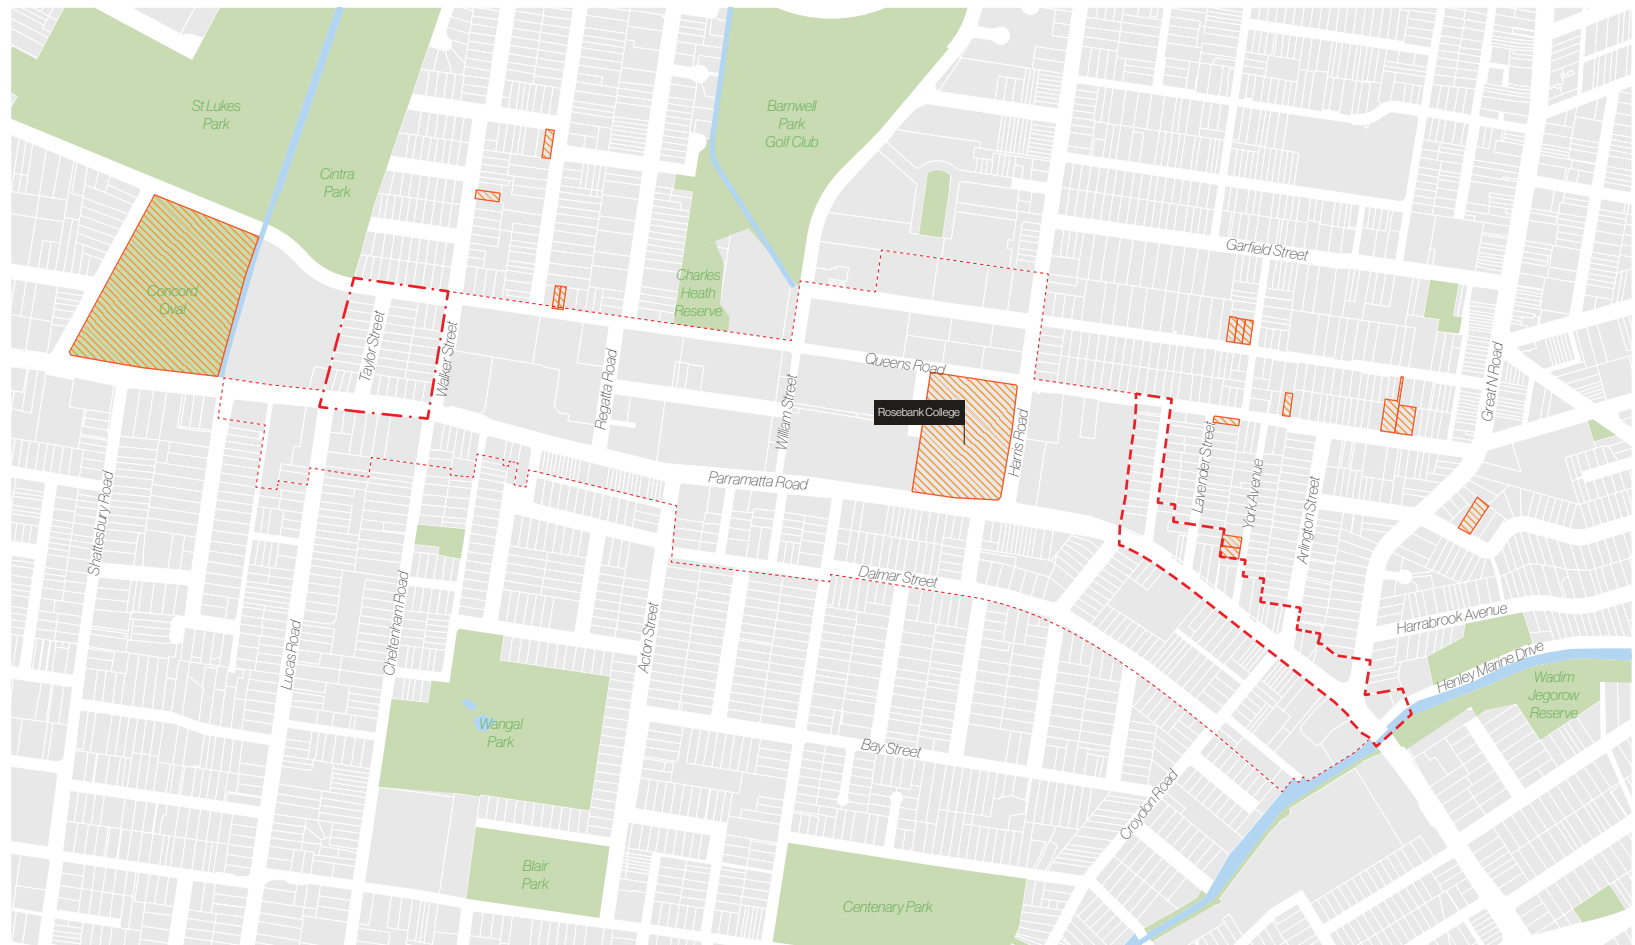 St Lukes
Park
Barnwell
Park
Golf Club
Cintra
Park
Garfield Street
Charles
Heath
Reserve
Concord
Oval
Taylor Street
Walker Street
Regatta Road
William Street
Queens Road
Great N Road
Rosebank College
Harris Road
Lavender Street
York Avenue
Arlington Street
Parramatta Road
Shattesbury Road
Dalmar Street
Cheltenham Road
Lucas Road
Acton Street
Harrabrook Avenue
Henley Marine Drive
Wadim
Jegorow
Reserve
Wangal
Park
Bay Street
Croydon Road
Blair
Park
Centenary Park